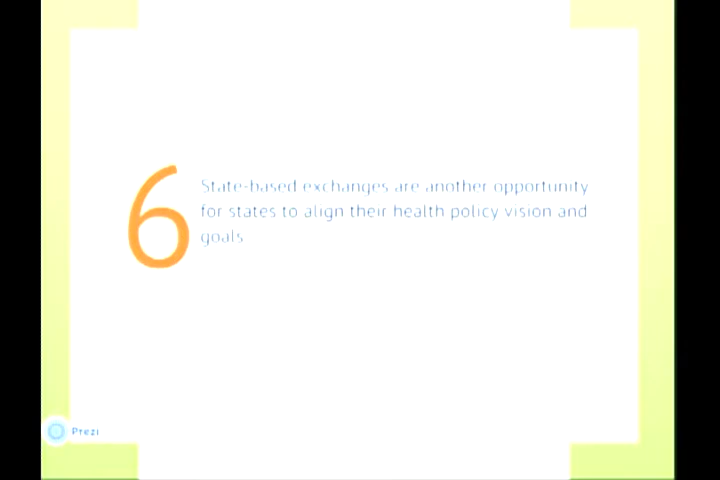 6
State-based exchanges are another opportunity
for states to align their health policy vision and
goals
Prezi